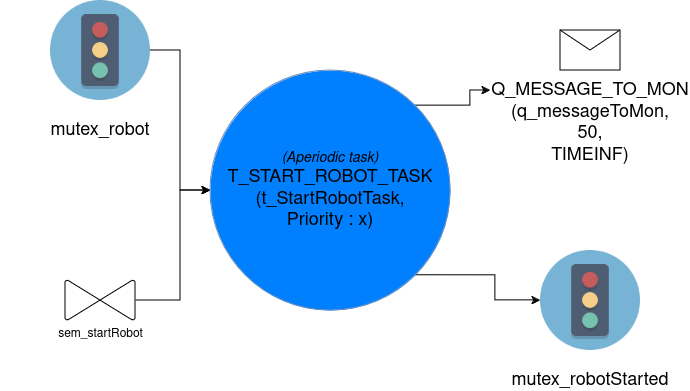 mutex_robot
sem_startRobot
(Aperiodic task)
T_START_ROBOT_TASK
(t_StartRobotTask,
Priority : x)
Q_MESSAGE_TO_MON
(q_messageToMon,
50,
TIMEINF)
mutex_robotStarted